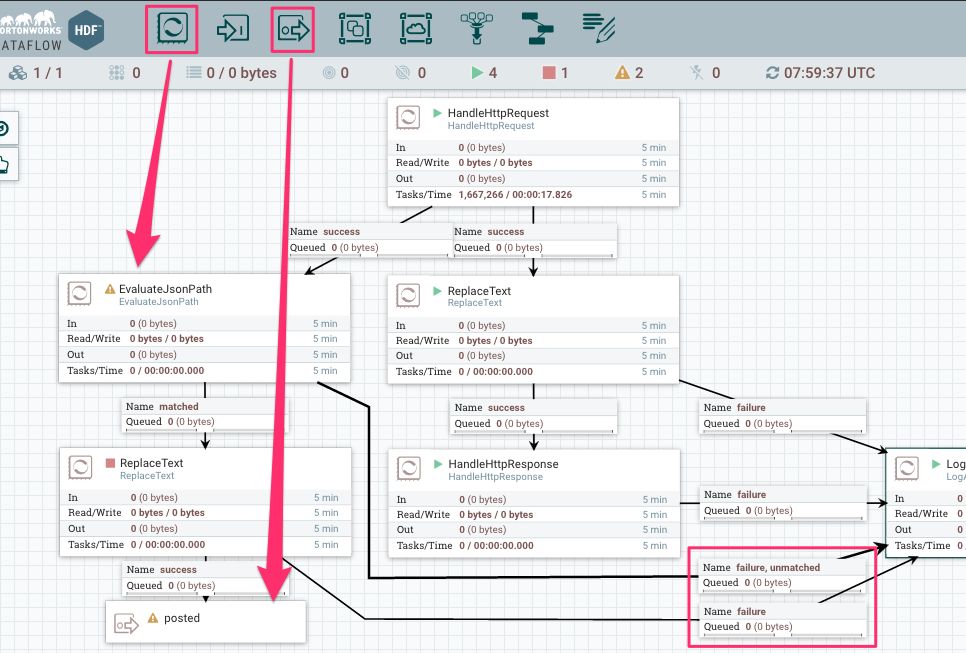 ORTONWORKS
ATAFLOW
HDF
1 / 1 0 0 / 0 bytes 0 0 4 1 2 0 07:59:37 UTC
HandleHttpRequest
HandleHttpRequest
In 0 (0 bytes) 5 min
Read/Write 0 bytes / 0 bytes 5 min
Out 0 (0 bytes) 5 min
Tasks/Time 1,667,266 / 00:00:17.826 5 min
Name success
Queued 0 (0 bytes)
Name success
Queued 0 (0 bytes)
EvaluateJsonPath
EvaluateJsonPath
In 0 (0 bytes) 5 min
Read/Write 0 bytes / 0 bytes 5 min
Out 0 (0 bytes) 5 min
Tasks/Time 0 / 00:00:00.000 5 min
ReplaceText
ReplaceText
In 0 (0 bytes) 5 min
Read/Write 0 bytes / 0 bytes 5 min
Out 0 (0 bytes) 5 min
Tasks/Time 0 / 00:00:00.000 5 min
Name matched
Queued 0 (0 bytes)
Name success
Queued 0 (0 bytes)
Name failure
Queued 0 (0 bytes)
ReplaceText
ReplaceText
In 0 (0 bytes) 5 min
Read/Write 0 bytes / 0 bytes 5 min
Out 0 (0 bytes) 5 min
Tasks/Time 0 / 00:00:00.000 5 min
HandleHttpResponse
HandleHttpResponse
In 0 (0 bytes) 5 min
Read/Write 0 bytes / 0 bytes 5 min
Out 0 (0 bytes) 5 min
Tasks/Time 0 / 00:00:00.000 5 min
Name failure
Queued 0 (0 bytes)
Log
LogA
In 0
Read/Write 0
Out 0
Tasks/Time 0
Name success
Queued 0 (0 bytes)
Name failure, unmatched
Queued 0 (0 bytes)
Name failure
Queued 0 (0 bytes)
posted